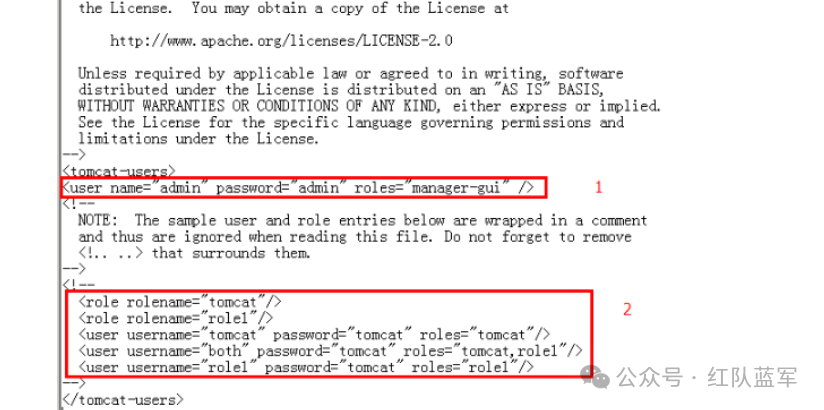 the License.  You may obtain a copy of the License at
http://www.apache.org/licenses/LICENSE-2.0
Unless required by applicable law or agreed to in writing, software
distributed under the License is distributed on an "AS IS" BASIS,
WITHOUT WARRANTIES OR CONDITIONS OF ANY KIND, either express or implied.
See the License for the specific language governing permissions and
limitations under the License.
-->
<tomcat-users>
<user name="admin" password="admin" roles="manager-gui" /> 1
<!--
NOTE:  The sample user and role entries below are wrapped in a comment
and thus are ignored when reading this file. Do not forget to remove
<!.. ..> that surrounds them.
-->
<!--
<role rolename="tomcat"/>
<role rolename="role1"/> 2
<user username="tomcat" password="tomcat" roles="tomcat"/>
<user username="both" password="tomcat" roles="tomcat,role1"/>
<user username="role1" password="tomcat" roles="role1"/>
-->
</tomcat-users>
公众号 · 红队蓝军